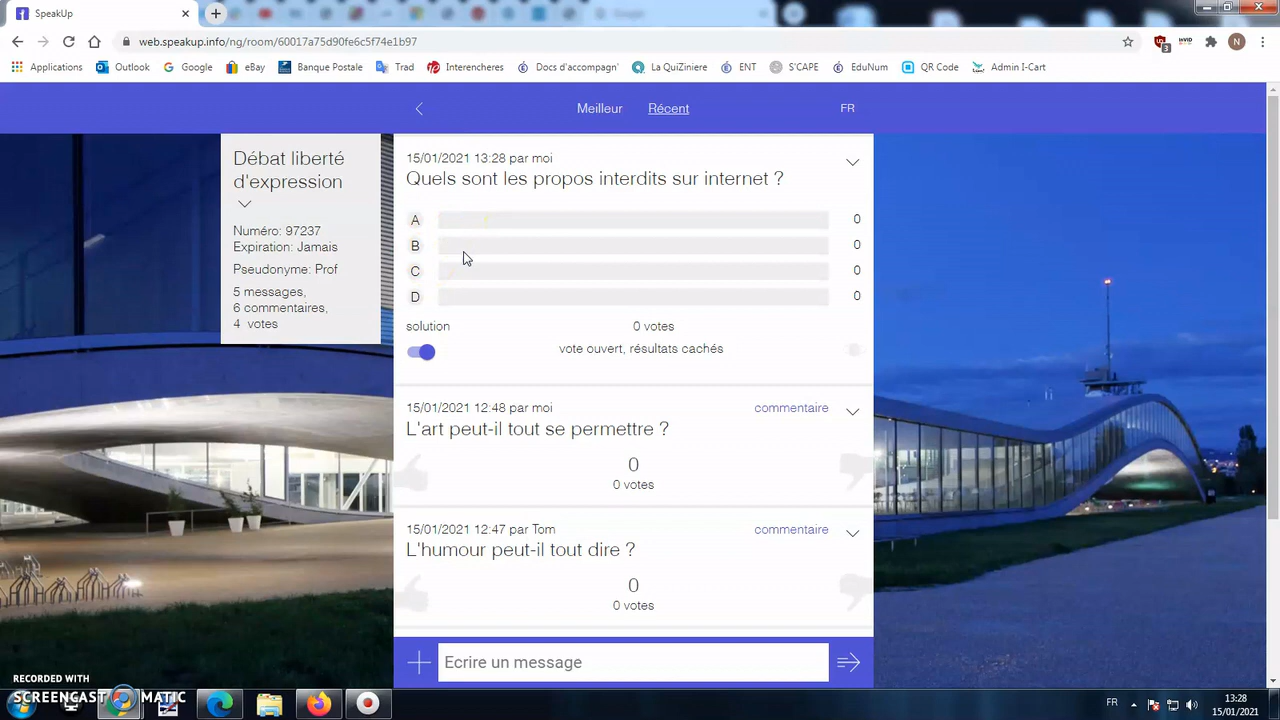 SpeakUp
web.speakup.info/ng/room/60017a75d90fe6c5f74e1b97
3
N
Applications
Outlook
Google
eBay
Banque Postale
Trad
Interencheres
Docs d'accompagn'
La QuiZiniere
ENT
S'CAPE
EduNum
QR Code
Admin I-Cart
Meilleur
Récent
FR
Débat liberté
d'expression
Numéro: 97237
Expiration: Jamais
Pseudonyme: Prof
5 messages,
6 commentaires,
4 votes
15/01/2021 13:28 par moi
Quels sont les propos interdits sur internet ?
A 0
B 0
C 0
D 0
solution
0 votes
vote ouvert, résultats cachés
15/01/2021 12:48 par moi
commentaire
L'art peut-il tout se permettre ?
0
0 votes
15/01/2021 12:47 par Tom
commentaire
L'humour peut-il tout dire ?
0
0 votes
Ecrire un message
RECORDED WITH
SCREENCAST MATIC
FR
13:28
15/01/2021